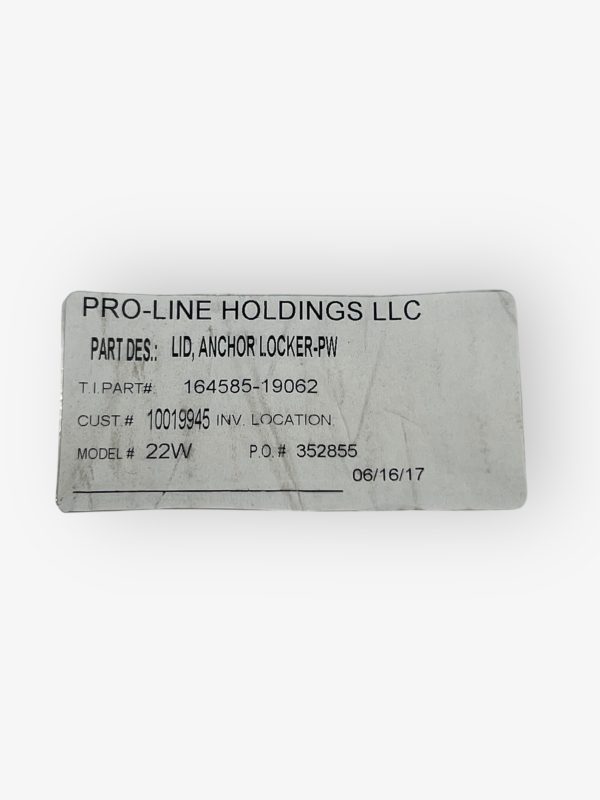 PRO-LINE HOLDINGS LLC
PART DES.: LID, ANCHOR LOCKER-PW
T.I.PART#: 164585-19062
CUST.# 10019945 INV. LOCATION
MODEL # 22W P.O. # 352855
06/16/17